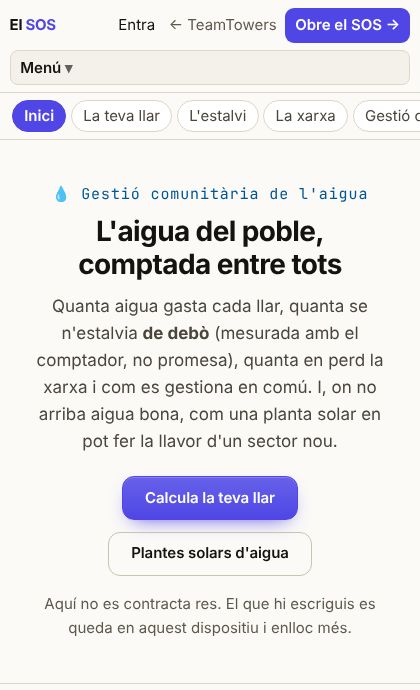 El SOS
Entra
← TeamTowers
Obre el SOS →
Menú ▾
Inici
La teva llar
L'estalvi
La xarxa
Gestió
💧 Gestió comunitària de l'aigua
L'aigua del poble,
comptada entre tots
Quanta aigua gasta cada llar, quanta se
n'estalvia de debò (mesurada amb el
comptador, no promesa), quanta en perd la
xarxa i com es gestiona en comú. I, on no
arriba aigua bona, com una planta solar en
pot fer la llavor d'un sector nou.
Calcula la teva llar
Plantes solars d'aigua
Aquí no es contracta res. El que hi escriguis es
queda en aquest dispositiu i enlloc més.